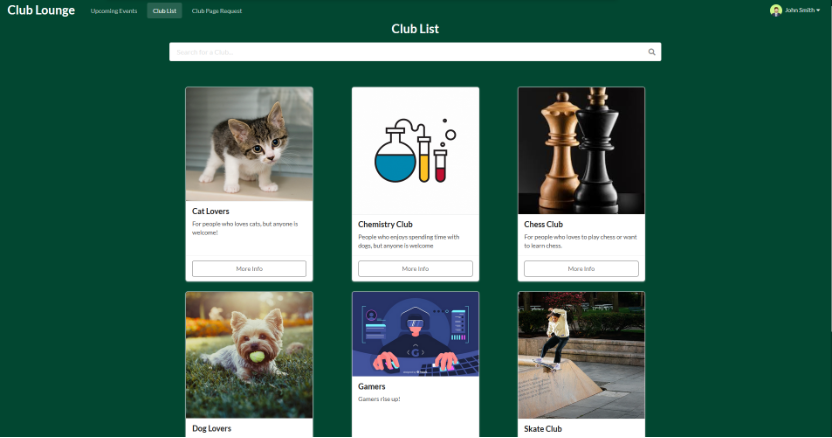 Club Lounge
Upcoming Events
Club List
Club Page Request
John Smith
Club List
Search for a Club...
Cat Lovers
For people who loves cats, but anyone is
welcome!
More Info
Chemistry Club
People who enjoys spending time with
dogs, but anyone is welcome
More Info
Chess Club
For people who loves to play chess or want
to learn chess.
More Info
Dog Lovers
Gamers
Gamers rise up!
Skate Club